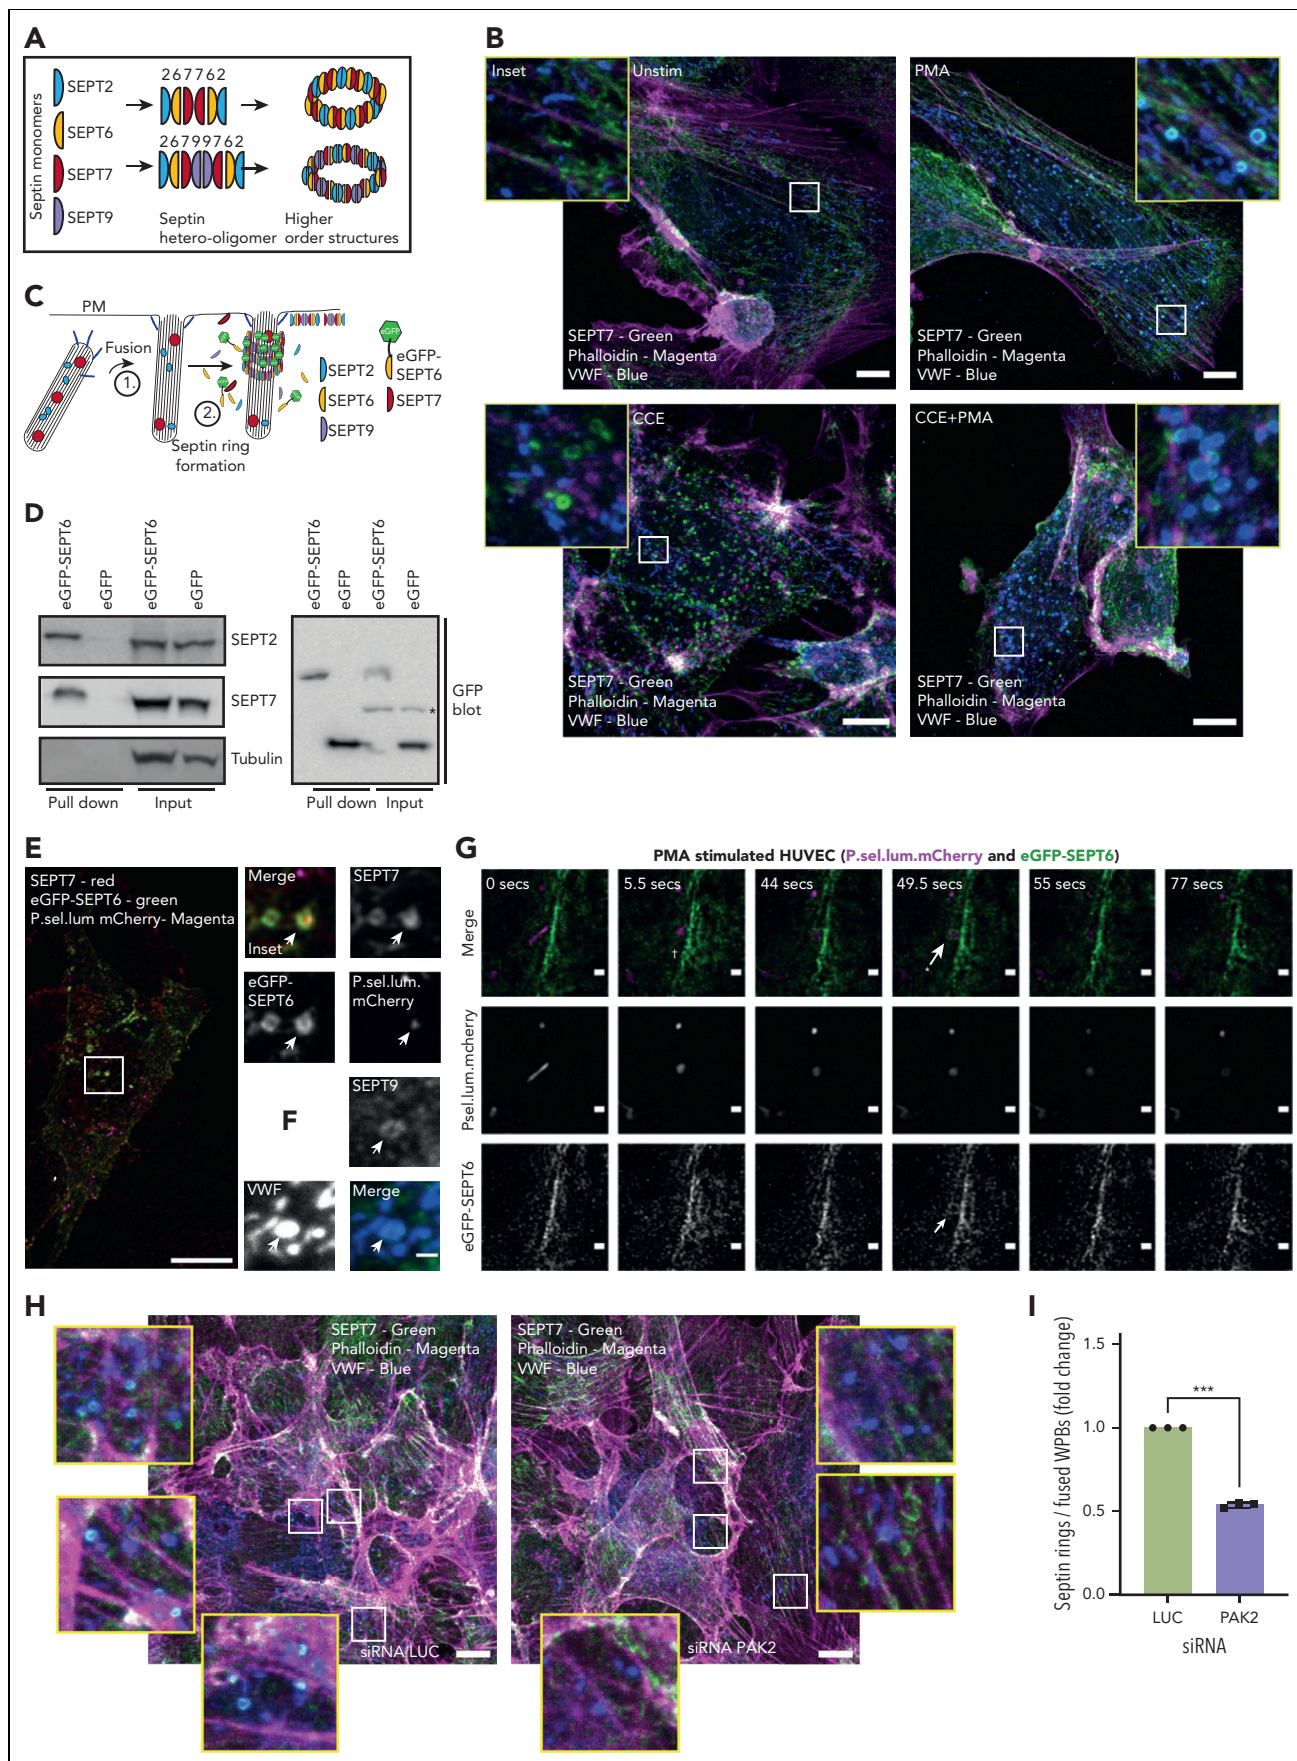 A
Septin monomers
SEPT2
SEPT6
SEPT7
SEPT9
267762
26799762
Septin
hetero-oligomer
Higher
order structures
B
Inset
Unstim
SEPT7 - Green
Phalloidin - Magenta
VWF - Blue
PMA
SEPT7 - Green
Phalloidin - Magenta
VWF - Blue
CCE
SEPT7 - Green
Phalloidin - Magenta
VWF - Blue
CCE+PMA
SEPT7 - Green
Phalloidin - Magenta
VWF - Blue
C
PM
Fusion
1.
2.
Septin ring
formation
SEPT2
SEPT6
SEPT9
eGFP
eGFP-
SEPT6
SEPT7
D
eGFP-SEPT6
eGFP
eGFP-SEPT6
eGFP
SEPT2
SEPT7
Tubulin
Pull down
Input
eGFP-SEPT6
eGFP
eGFP-SEPT6
eGFP
*
GFP
blot
Pull down
Input
E
SEPT7 - red
eGFP-SEPT6 - green
P.sel.lum mCherry- Magenta
Merge
Inset
SEPT7
eGFP-
SEPT6
P.sel.lum.
mCherry
F
SEPT9
VWF
Merge
G
PMA stimulated HUVEC (P.sel.lum.mCherry and eGFP-SEPT6)
Merge
0 secs
5.5 secs
†
44 secs
49.5 secs
*
55 secs
77 secs
Psel.lum.mcherry
eGFP-SEPT6
H
SEPT7 - Green
Phalloidin - Magenta
VWF - Blue
siRNA LUC
SEPT7 - Green
Phalloidin - Magenta
VWF - Blue
siRNA PAK2
I
Septin rings / fused WPBs (fold change)
1.5
1.0
0.5
0.0
***
LUC
PAK2
siRNA